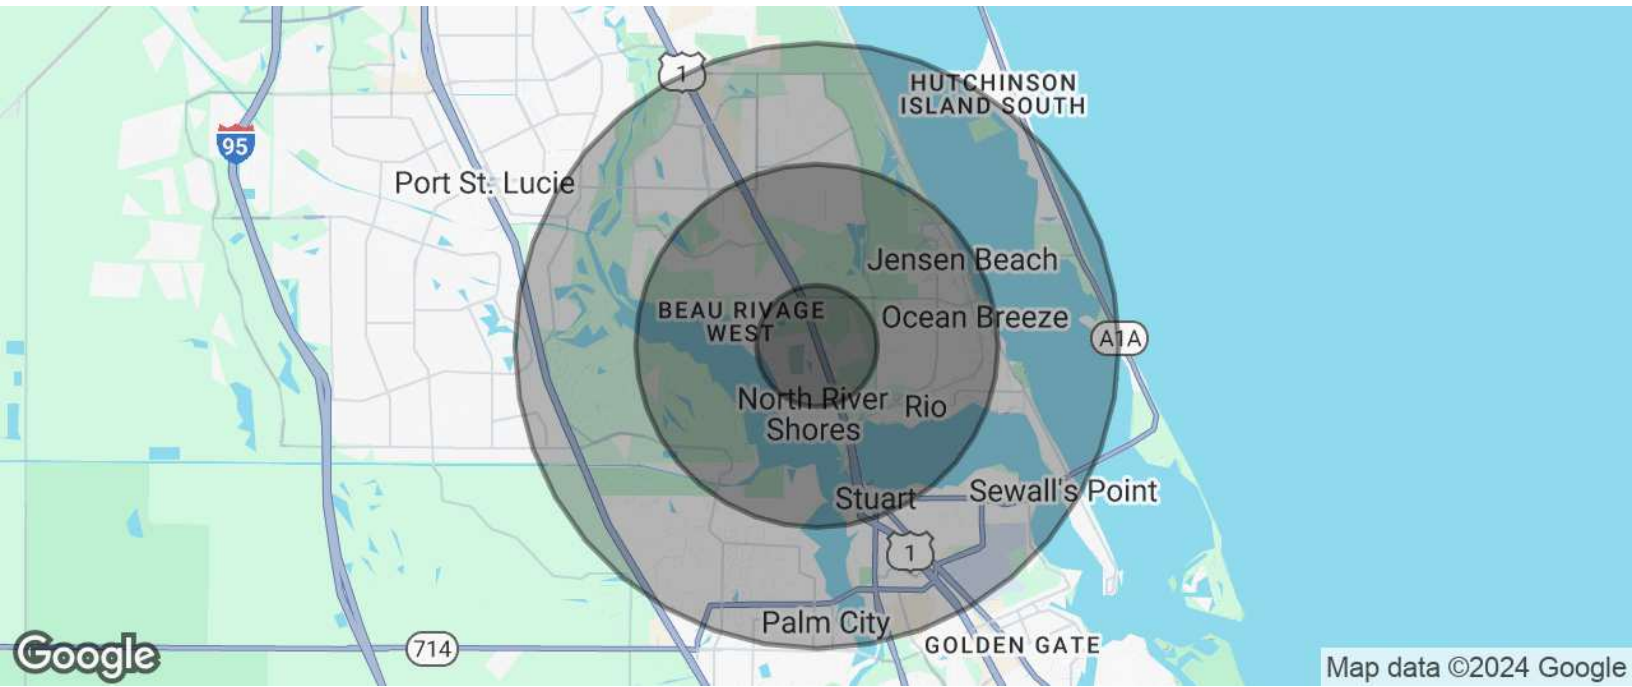 1
HUTCHINSON
ISLAND SOUTH
95
Port St. Lucie
Jensen Beach
BEAU RIVAGE
WEST
Ocean Breeze
A1A
North River
Shores
Rio
Stuart
Sewall's Point
1
Palm City
GOLDEN GATE
714
Google
Map data ©2024 Google